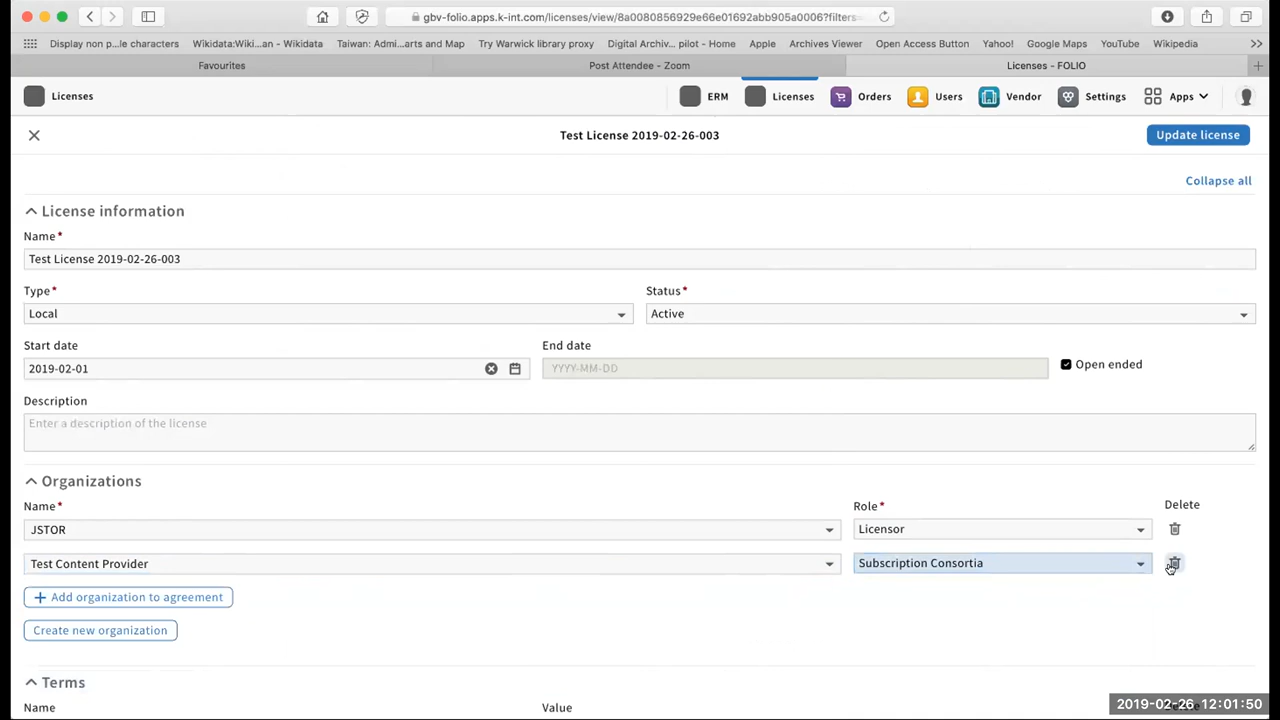 gbv-folio.apps.k-int.com/licenses/view/8a0080856929e66e01692abb905a0006?filters=
Display non p...le characters Wikidata:Wiki...an - Wikidata Taiwan: Admi...arts and Map Try Warwick library proxy Digital Archiv... pilot - Home Apple Archives Viewer Open Access Button Yahoo! Google Maps YouTube Wikipedia
Favourites Post Attendee - Zoom Licenses - FOLIO
Licenses ERM Licenses Orders Users Vendor Settings Apps
Test License 2019-02-26-003 Update license
Collapse all
License information
Name*
Test License 2019-02-26-003
Type* Status*
Local Active
Start date End date
2019-02-01 YYYY-MM-DD Open ended
Description
Enter a description of the license
Organizations
Name* Role* Delete
JSTOR Licensor
Test Content Provider Subscription Consortia
+ Add organization to agreement
Create new organization
Terms
Name Value
2019-02-26 12:01:50